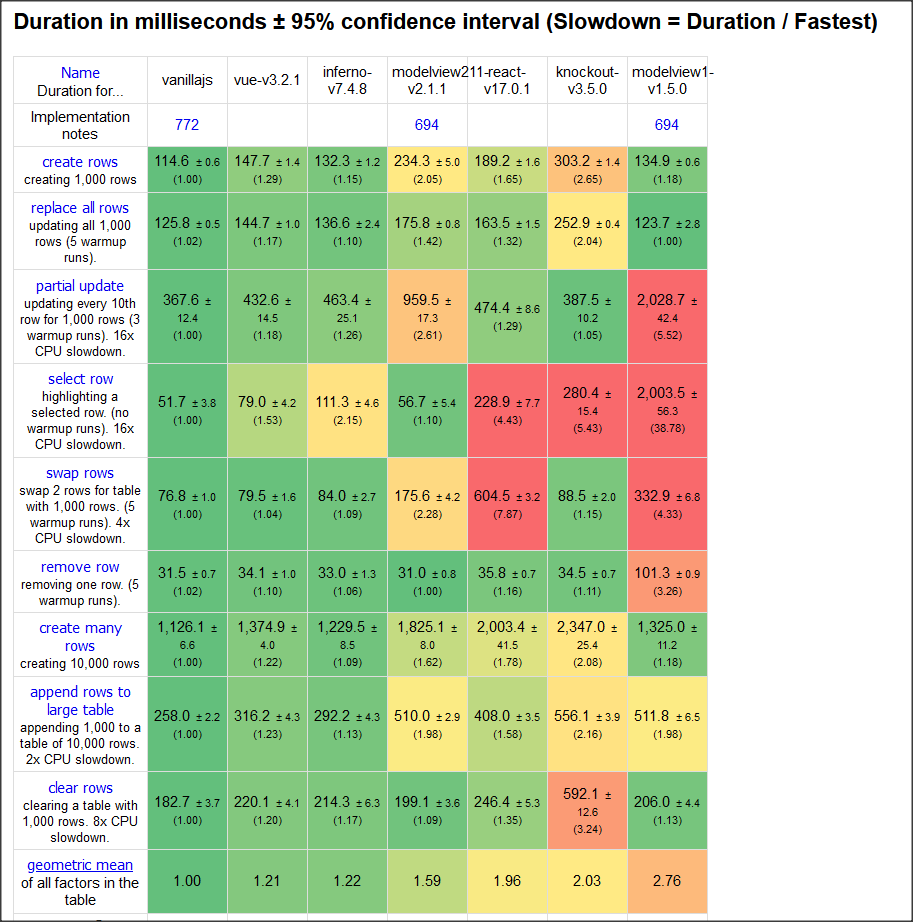 Duration in milliseconds ± 95% confidence interval (Slowdown = Duration / Fastest)
Name
Duration for...
vanillajs
vue-v3.2.1
inferno-
v7.4.8
modelview211-react-
v2.1.1
v17.0.1
knockout-
v3.5.0
modelview1-
v1.5.0
Implementation
notes
772
694
694
create rows
creating 1,000 rows
114.6 ± 0.6
(1.00)
147.7 ± 1.4
(1.29)
132.3 ± 1.2
(1.15)
234.3 ± 5.0
(2.05)
189.2 ± 1.6
(1.65)
303.2 ± 1.4
(2.65)
134.9 ± 0.6
(1.18)
replace all rows
updating all 1,000
rows (5 warmup
runs).
125.8 ± 0.5
(1.02)
144.7 ± 1.0
(1.17)
136.6 ± 2.4
(1.10)
175.8 ± 0.8
(1.42)
163.5 ± 1.5
(1.32)
252.9 ± 0.4
(2.04)
123.7 ± 2.8
(1.00)
partial update
updating every 10th
row for 1,000 rows (3
warmup runs). 16x
CPU slowdown.
367.6 ±
12.4
(1.00)
432.6 ±
14.5
(1.18)
463.4 ±
25.1
(1.26)
959.5 ±
17.3
(2.61)
474.4 ± 8.6
(1.29)
387.5 ±
10.2
(1.05)
2,028.7 ±
42.4
(5.52)
select row
highlighting a
selected row. (no
warmup runs). 16x
CPU slowdown.
51.7 ± 3.8
(1.00)
79.0 ± 4.2
(1.53)
111.3 ± 4.6
(2.15)
56.7 ± 5.4
(1.10)
228.9 ± 7.7
(4.43)
280.4 ±
15.4
(5.43)
2,003.5 ±
56.3
(38.78)
swap rows
swap 2 rows for table
with 1,000 rows. (5
warmup runs). 4x
CPU slowdown.
76.8 ± 1.0
(1.00)
79.5 ± 1.6
(1.04)
84.0 ± 2.7
(1.09)
175.6 ± 4.2
(2.28)
604.5 ± 3.2
(7.87)
88.5 ± 2.0
(1.15)
332.9 ± 6.8
(4.33)
remove row
removing one row. (5
warmup runs).
31.5 ± 0.7
(1.02)
34.1 ± 1.0
(1.10)
33.0 ± 1.3
(1.06)
31.0 ± 0.8
(1.00)
35.8 ± 0.7
(1.16)
34.5 ± 0.7
(1.11)
101.3 ± 0.9
(3.26)
create many
rows
creating 10,000 rows
1,126.1 ±
6.6
(1.00)
1,374.9 ±
4.0
(1.22)
1,229.5 ±
8.5
(1.09)
1,825.1 ±
8.0
(1.62)
2,003.4 ±
41.5
(1.78)
2,347.0 ±
25.4
(2.08)
1,325.0 ±
11.2
(1.18)
append rows to
large table
appending 1,000 to a
table of 10,000 rows.
2x CPU slowdown.
258.0 ± 2.2
(1.00)
316.2 ± 4.3
(1.23)
292.2 ± 4.3
(1.13)
510.0 ± 2.9
(1.98)
408.0 ± 3.5
(1.58)
556.1 ± 3.9
(2.16)
511.8 ± 6.5
(1.98)
clear rows
clearing a table with
1,000 rows. 8x CPU
slowdown.
182.7 ± 3.7
(1.00)
220.1 ± 4.1
(1.20)
214.3 ± 6.3
(1.17)
199.1 ± 3.6
(1.09)
246.4 ± 5.3
(1.35)
592.1 ±
12.6
(3.24)
206.0 ± 4.4
(1.13)
geometric mean
of all factors in the
table
1.00
1.21
1.22
1.59
1.96
2.03
2.76